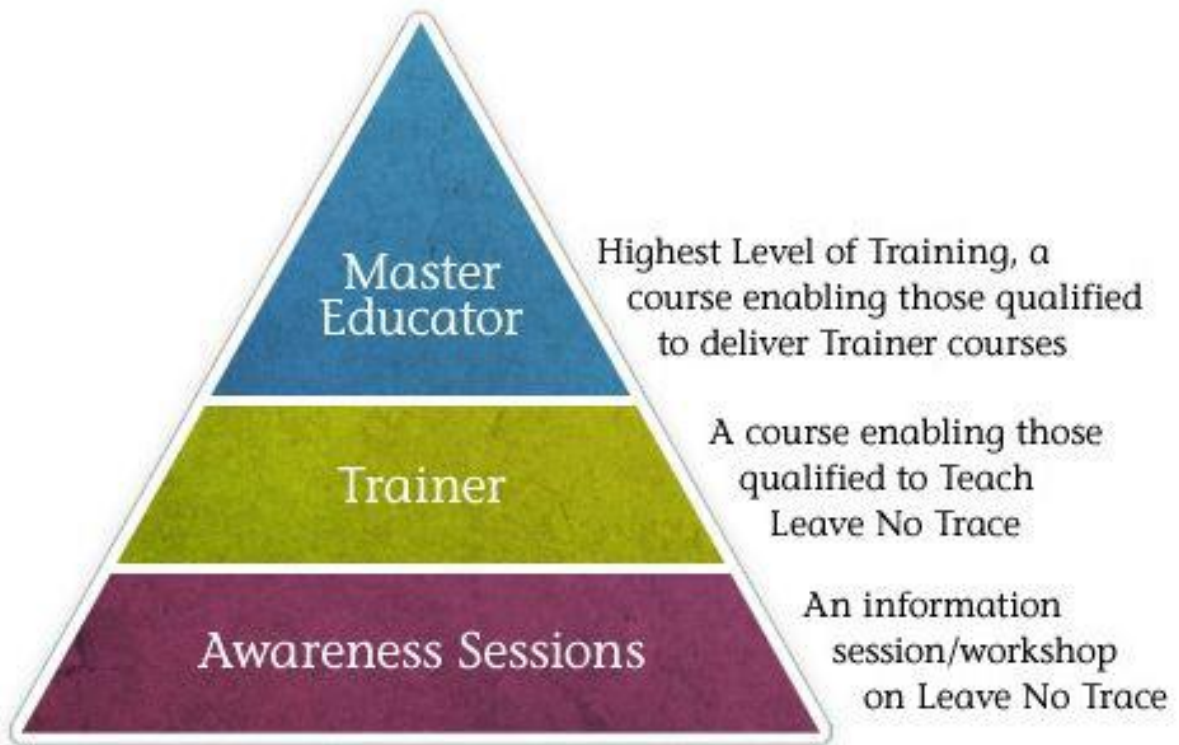 Master
Educator
Highest Level of Training, a
course enabling those qualified
to deliver Trainer courses
Trainer
A course enabling those
qualified to Teach
Leave No Trace
Awareness Sessions
An information
session/workshop
on Leave No Trace